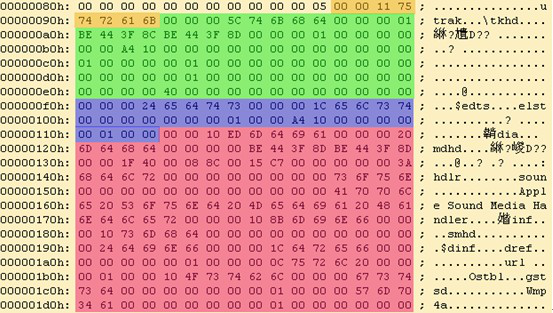 00000080h: 00 00 00 00 00 00 00 00 00 00 00 05 00 00 11 75 ; ...............u
00000090h: 74 72 61 6B 00 00 00 5C 74 6B 68 64 00 00 00 01 ; trak...\tkhd....
000000a0h: BE 44 3F 8C BE 44 3F 8D 00 00 00 01 00 00 00 00 ;
000000b0h: 00 00 A4 10 00 00 00 00 00 00 00 00 00 00 00 00 ; ..?............
000000c0h: 01 00 00 00 00 01 00 00 00 00 00 00 00 00 00 00 ; ................
000000d0h: 00 00 00 00 00 01 00 00 00 00 00 00 00 00 00 00 ; ................
000000e0h: 00 00 00 00 40 00 00 00 00 00 00 00 00 00 00 00 ; ....@...........
000000f0h: 00 00 00 24 65 64 74 73 00 00 00 1C 65 6C 73 74 ; ...$edts....elst
00000100h: 00 00 00 00 00 00 00 01 00 00 A4 10 00 00 00 00 ; ..........?....
00000110h: 00 01 00 00 00 00 10 ED 6D 64 69 61 00 00 00 20 ; dia...
00000120h: 6D 64 68 64 00 00 00 00 BE 44 3F 8D BE 44 3F 8D ; mdhd....
00000130h: 00 00 1F 40 00 08 8C 00 15 C7 00 00 00 00 00 3A ; ...@..?.?.....:
00000140h: 68 64 6C 72 00 00 00 00 00 00 00 00 73 6F 75 6E ; hdlr........soun
00000150h: 00 00 00 00 00 00 00 00 00 00 00 00 41 70 70 6C ; ............Appl
00000160h: 65 20 53 6F 75 6E 64 20 4D 65 64 69 61 20 48 61 ; e Sound Media Ha
00000170h: 6E 64 6C 65 72 00 00 00 10 8B 6D 69 6E 66 00 00 ; ndler....inf..
00000180h: 00 10 73 6D 68 64 00 00 00 00 00 00 00 00 00 00 ; ..smhd..........
00000190h: 00 24 64 69 6E 66 00 00 00 1C 64 72 65 66 00 00 ; .$dinf....dref..
000001a0h: 00 00 00 00 00 01 00 00 00 0C 75 72 6C 20 00 00 ; ..........url ..
000001b0h: 00 01 00 00 10 4F 73 74 62 6C 00 00 00 67 73 74 ; .....Ostbl...gst
000001c0h: 73 64 00 00 00 00 00 00 00 01 00 00 00 57 6D 70 ; sd...........Wmp
000001d0h: 34 61 00 00 00 00 00 00 00 01 00 00 00 00 00 00 ; 4a..............